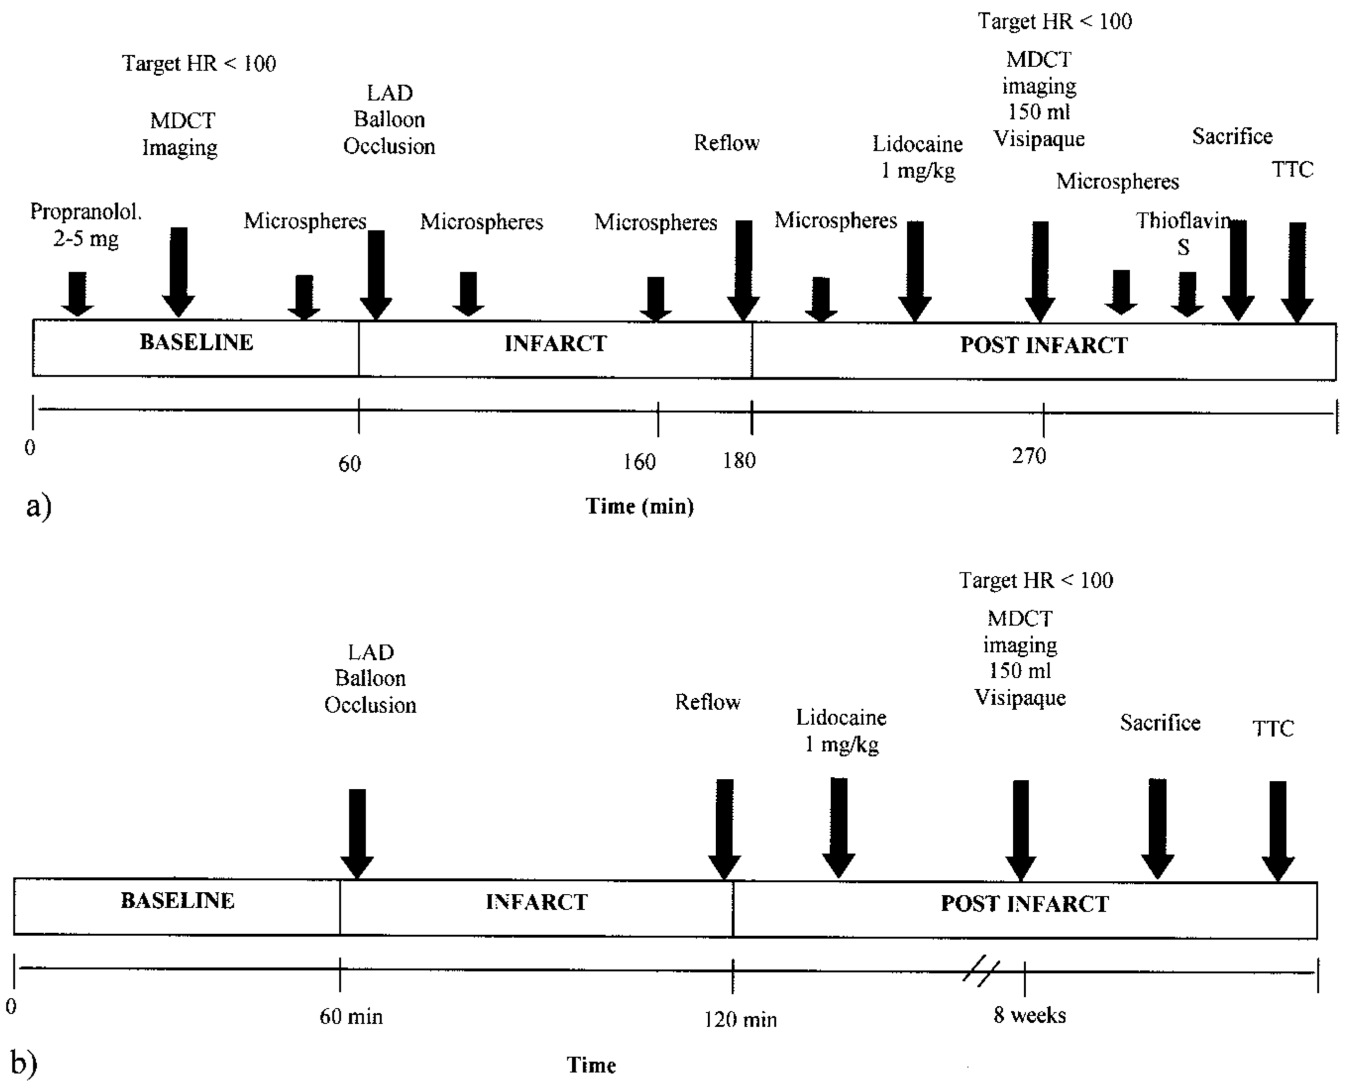 Target HR < 100
MDCT
Imaging
LAD
Balloon
Occlusion
Reflow
Lidocaine
1 mg/kg
Target HR < 100
MDCT
imaging
150 ml
Visipaque
Sacrifice
TTC
Propranolol.
2-5 mg
Microspheres
Microspheres
Microspheres
Microspheres
Microspheres
Thioflavin
S
BASELINE
INFARCT
POST INFARCT
0
60
160
180
270
a)
Time (min)
Target HR < 100
MDCT
imaging
150 ml
Visipaque
LAD
Balloon
Occlusion
Reflow
Lidocaine
1 mg/kg
Sacrifice
TTC
BASELINE
INFARCT
POST INFARCT
0
60 min
120 min
8 weeks
b)
Time